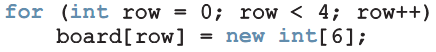 for (int row = 0; row < 4; row++)
    board[row] = new int[6];